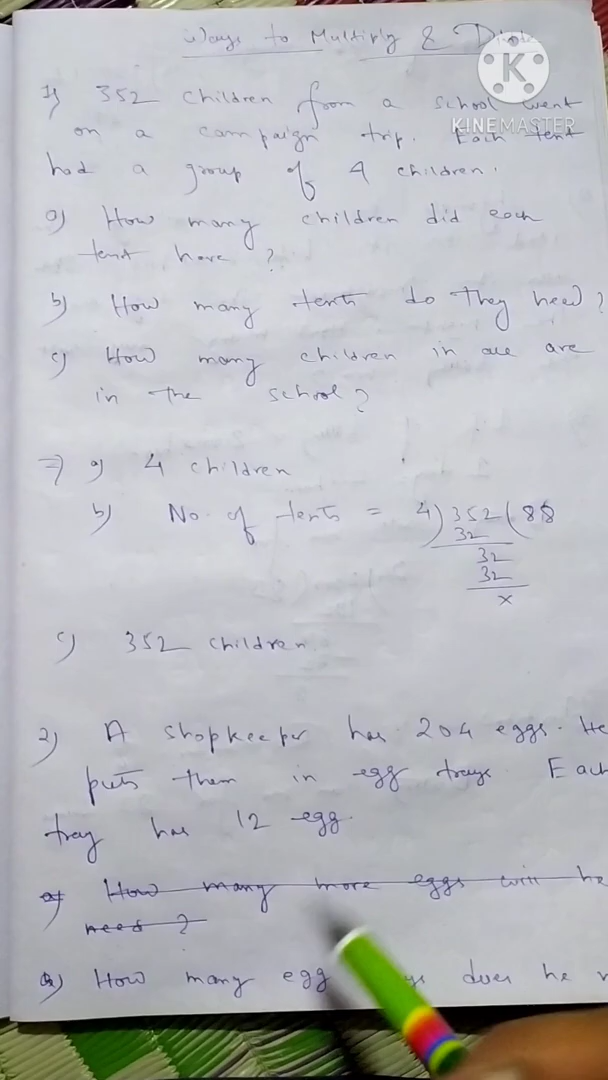 Ways to Multiply &
K
KINEMASTER
1) 352 children from a school went
on a campaign trip. Each tent
had a group of 4 children.
a) How many children did each
tent have ?
b) How many tents do they need ?
c) How many children in all are
in the school ?
⇒ a) 4 children
b) No. of tents = 4) 352 ( 88
32
32
32
x
c) 352 children
2) A shopkeeper has 204 eggs. He
puts them in egg trays. Each
tray has 12 egg.
a) How many more eggs will he
need ?
a) How many egg does he